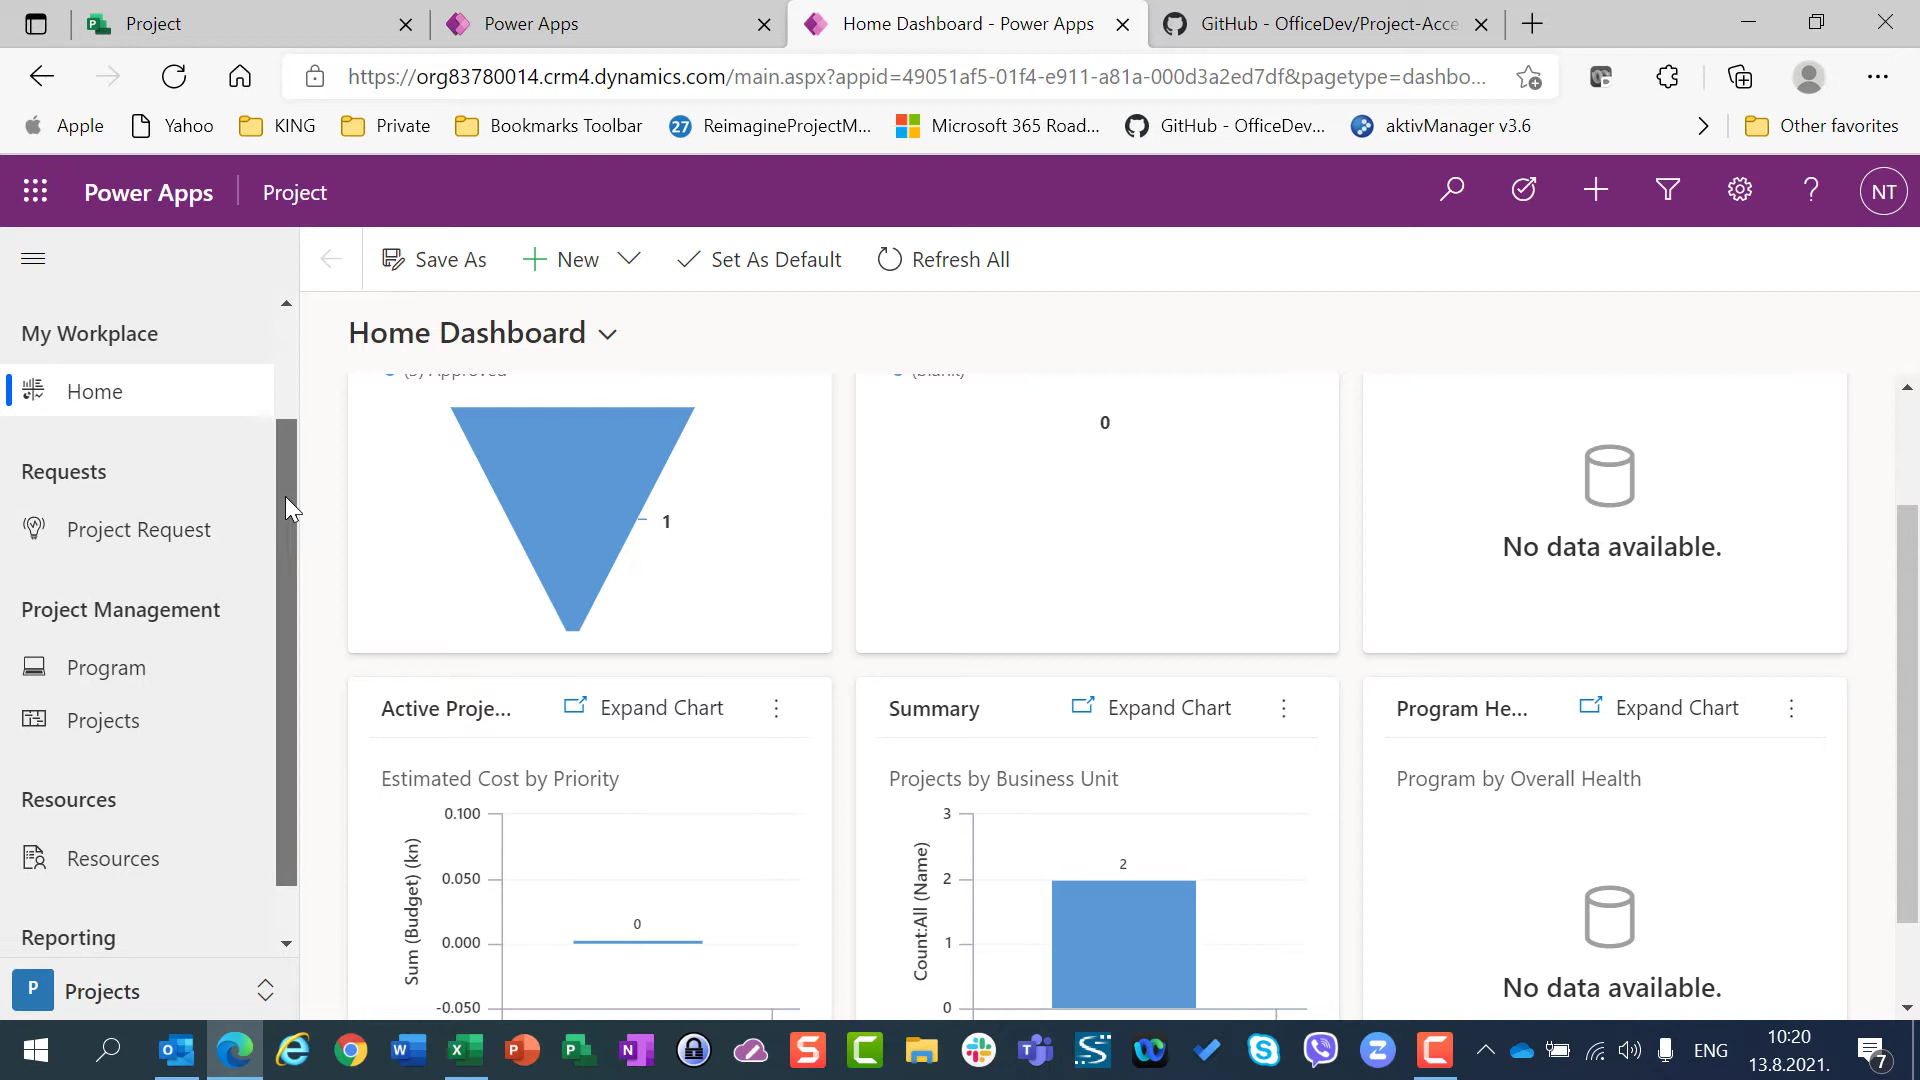 Project
Power Apps
Home Dashboard - Power Apps
GitHub - OfficeDev/Project-Acce
https://org83780014.crm4.dynamics.com/main.aspx?appid=49051af5-01f4-e911-a81a-000d3a2ed7df&pagetype=dashbo...
Apple
Yahoo
KING
Private
Bookmarks Toolbar
27 ReimagineProjectM...
Microsoft 365 Road...
GitHub - OfficeDev...
aktivManager v3.6
Other favorites
Power Apps
Project
NT
Save As
New
Set As Default
Refresh All
My Workplace
Home
Requests
Project Request
Project Management
Program
Projects
Resources
Resources
Reporting
P Projects
Home Dashboard
(3) Approved
1
(blank)
0
No data available.
Active Proje...
Expand Chart
Estimated Cost by Priority
Sum (Budget) (kn)
0.100
0.050
0.000
-0.050
0
Summary
Expand Chart
Projects by Business Unit
Count:All (Name)
3
2
1
0
2
Program He...
Expand Chart
Program by Overall Health
No data available.
ENG
10:20
13.8.2021.
7